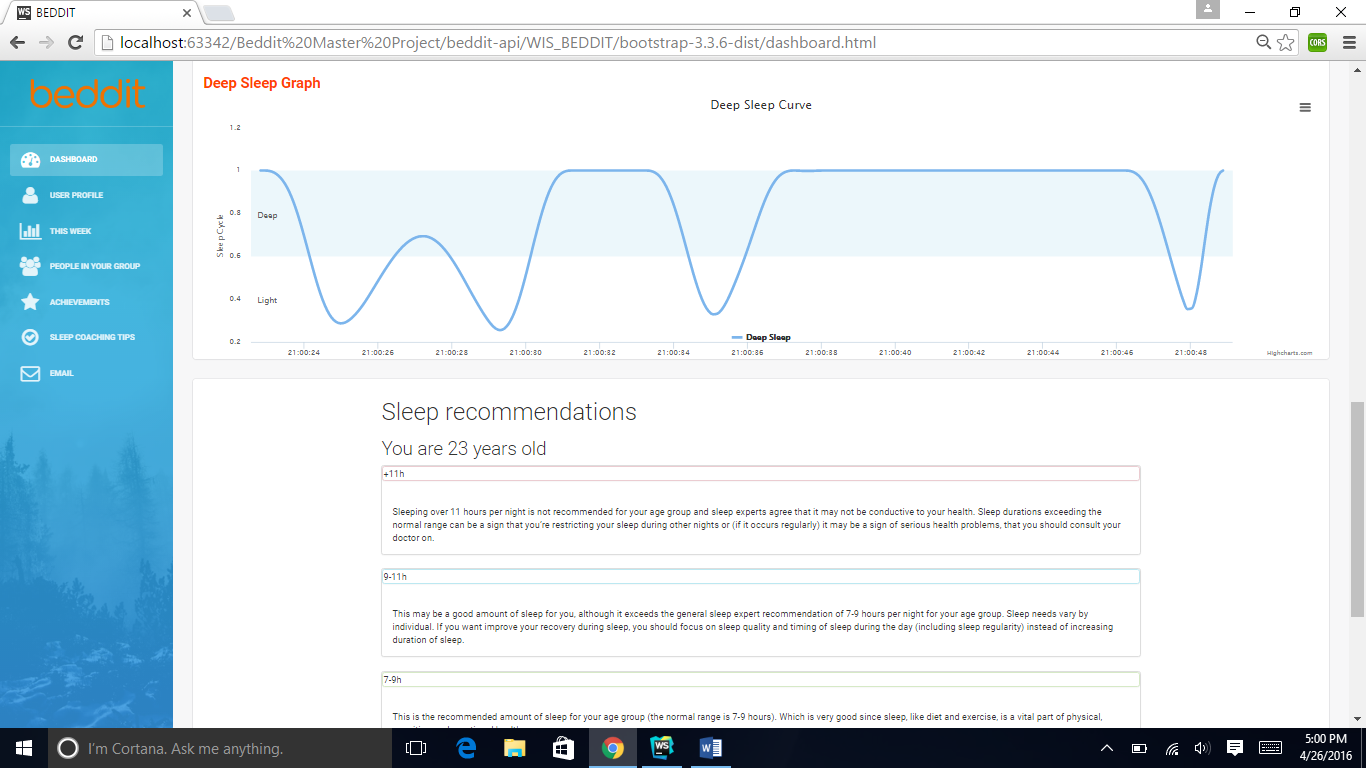 BEDDIT
localhost:63342/Beddit%20Master%20Project/beddit-api/WIS_BEDDIT/bootstrap-3.3.6-dist/dashboard.html
CORS
beddit
DASHBOARD
USER PROFILE
THIS WEEK
PEOPLE IN YOUR GROUP
ACHIEVEMENTS
SLEEP COACHING TIPS
EMAIL
Deep Sleep Graph
Deep Sleep Curve
Sleep Cycle
1.2
1
0.8
0.6
0.4
0.2
Deep
Light
Deep Sleep
21:00:24 21:00:26 21:00:28 21:00:30 21:00:32 21:00:34 21:00:36 21:00:38 21:00:40 21:00:42 21:00:44 21:00:46 21:00:48
Highcharts.com
Sleep recommendations
You are 23 years old
+11h
Sleeping over 11 hours per night is not recommended for your age group and sleep experts agree that it may not be conductive to your health. Sleep durations exceeding the
normal range can be a sign that you're restricting your sleep during other nights or (if it occurs regularly) it may be a sign of serious health problems, that you should consult your
doctor on.
9-11h
This may be a good amount of sleep for you, although it exceeds the general sleep expert recommendation of 7-9 hours per night for your age group. Sleep needs vary by
individual. If you want improve your recovery during sleep, you should focus on sleep quality and timing of sleep during the day (including sleep regularity) instead of increasing
duration of sleep.
7-9h
This is the recommended amount of sleep for your age group (the normal range is 7-9 hours). Which is very good since sleep, like diet and exercise, is a vital part of physical,
I'm Cortana. Ask me anything.
5:00 PM
4/26/2016